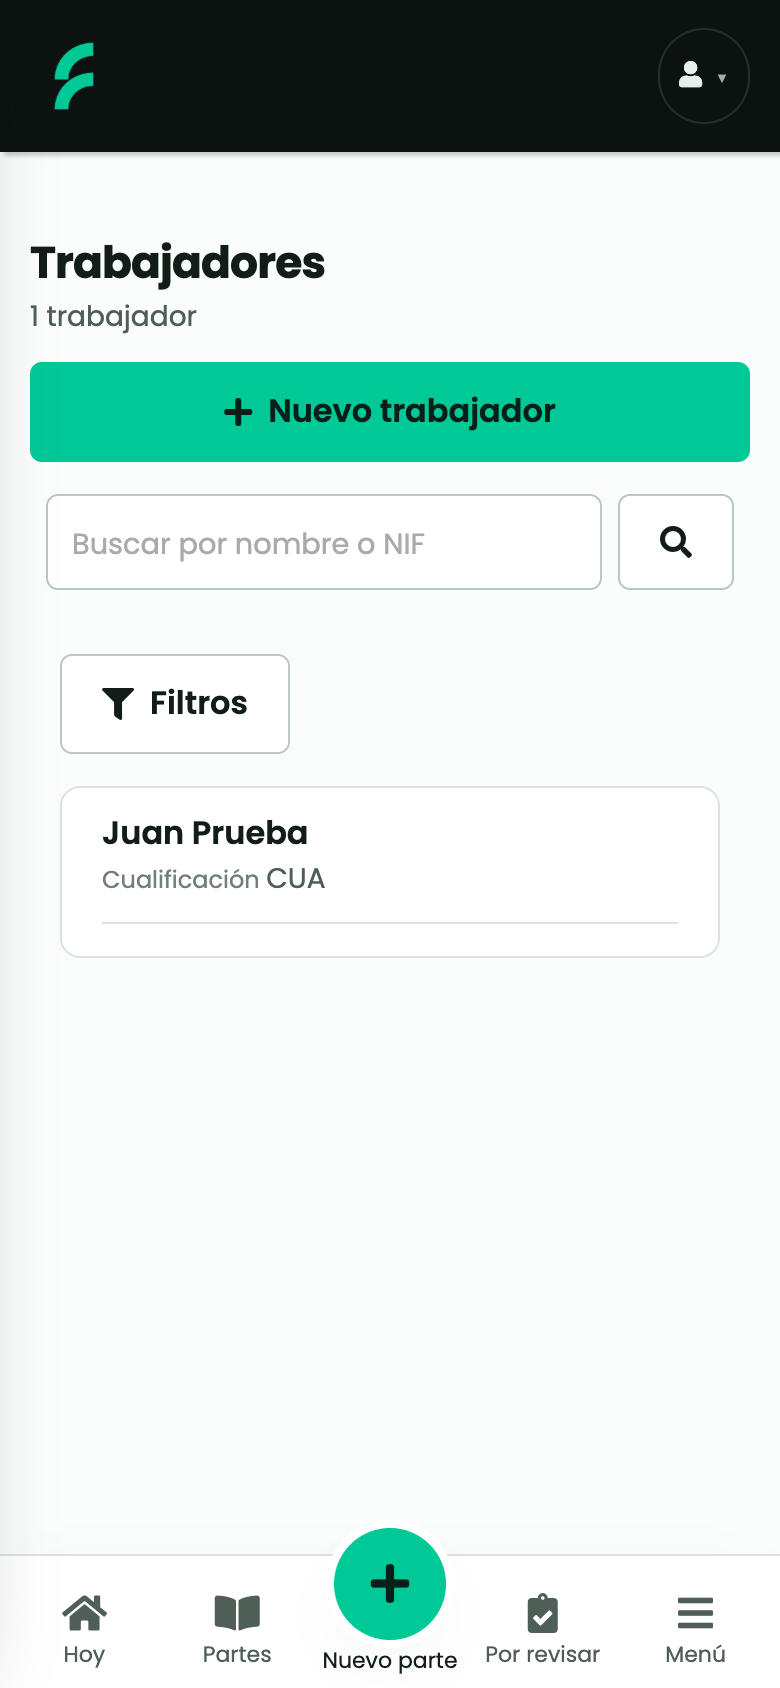 Trabajadores
1 trabajador
Nuevo trabajador
Buscar por nombre o NIF
Filtros
Juan Prueba
Cualificación CUA
Hoy
Partes
Nuevo parte
Por revisar
Menú